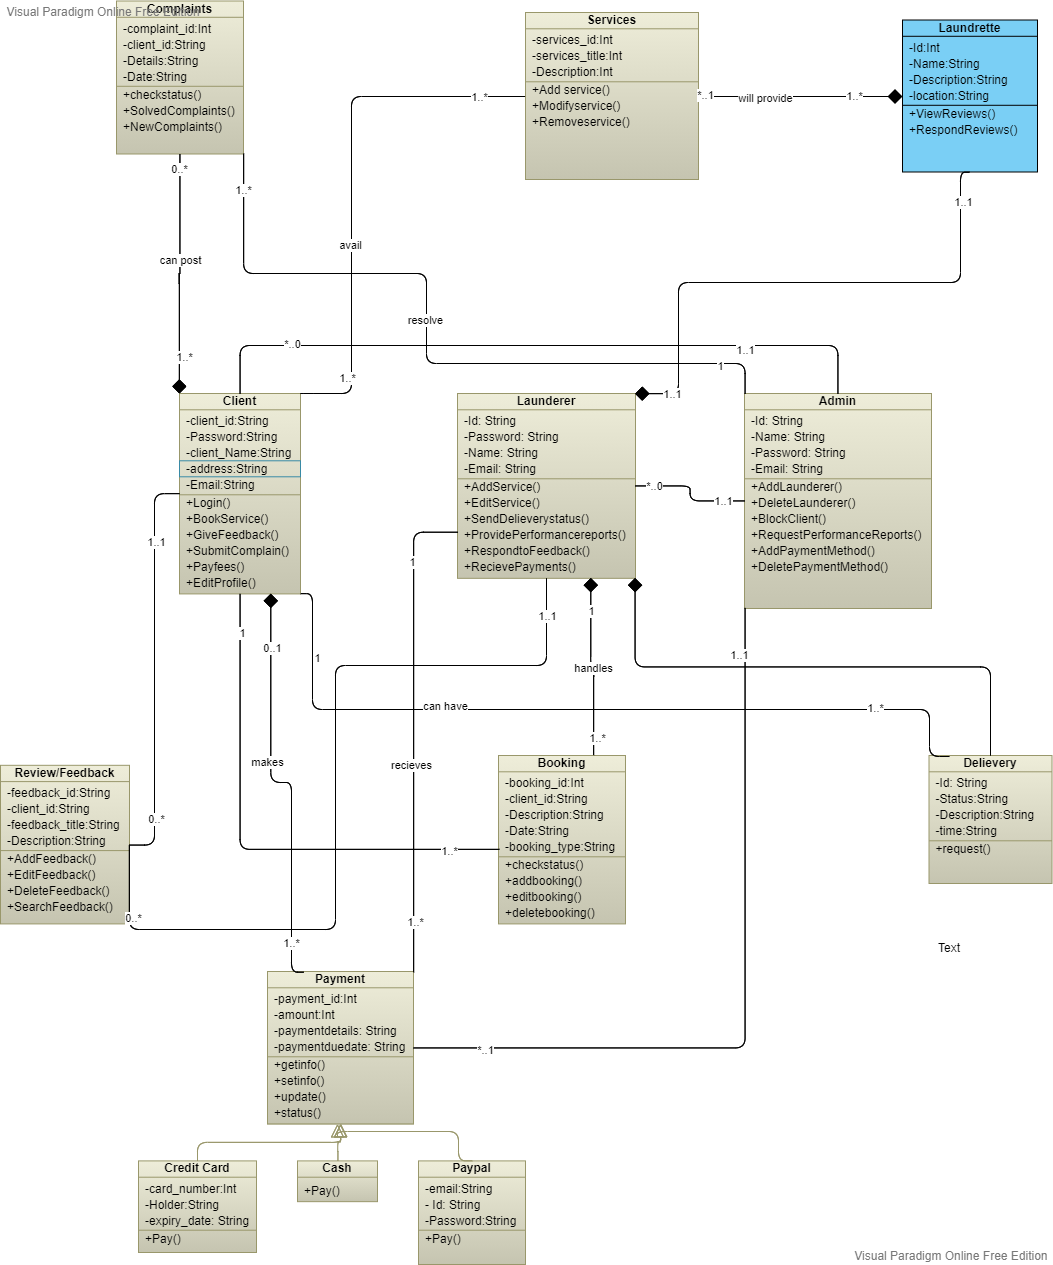 Visual Paradigm Online Free Edition
Complaints
-complaint_id:Int
-client_id:String
-Details:String
-Date:String
+checkstatus()
+SolvedComplaints()
+NewComplaints()
Services
-services_id:Int
-services_title:Int
-Description:Int
+Add service()
+Modifyservice()
+Removeservice()
Laundrette
-Id:Int
-Name:String
-Description:String
-location:String
+ViewReviews()
+RespondReviews()
1..*
*..1
will provide
1..*
0..*
1..*
1..1
can post
avail
resolve
1..*
1..*
*..0
1..1
1
1..1
Client
-client_id:String
-Password:String
-client_Name:String
-address:String
-Email:String
+Login()
+BookService()
+GiveFeedback()
+SubmitComplain()
+Payfees()
+EditProfile()
Launderer
-Id: String
-Password: String
-Name: String
-Email: String
+AddService()
+EditService()
+SendDelieverystatus()
+ProvidePerformancereports()
+RespondtoFeedback()
+RecievePayments()
*..0
1..1
Admin
-Id: String
-Name: String
-Password: String
-Email: String
+AddLaunderer()
+DeleteLaunderer()
+BlockClient()
+RequestPerformanceReports()
+AddPaymentMethod()
+DeletePaymentMethod()
1..1
1
1
0..1
1
1..1
1
handles
1..1
can have
1..*
1..*
makes
recieves
0..*
1..*
Review/Feedback
-feedback_id:String
-client_id:String
-feedback_title:String
-Description:String
+AddFeedback()
+EditFeedback()
+DeleteFeedback()
+SearchFeedback()
0..*
Booking
-booking_id:Int
-client_id:String
-Description:String
-Date:String
-booking_type:String
+checkstatus()
+addbooking()
+editbooking()
+deletebooking()
Delievery
-Id: String
-Status:String
-Description:String
-time:String
+request()
Text
1..*
1..*
Payment
-payment_id:Int
-amount:Int
-paymentdetails: String
-paymentduedate: String
+getinfo()
+setinfo()
+update()
+status()
*..1
Credit Card
-card_number:Int
-Holder:String
-expiry_date: String
+Pay()
Cash
+Pay()
Paypal
-email:String
- Id: String
-Password:String
+Pay()
Visual Paradigm Online Free Edition